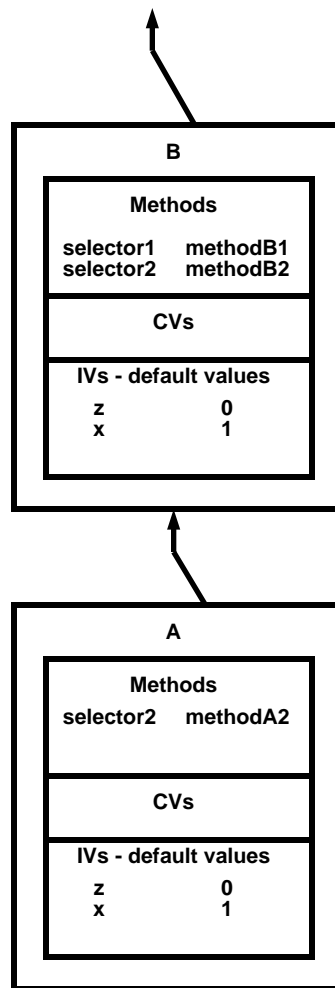 B
Methods
selector1 methodB1
selector2 methodB2
CVs
IVs - default values
z 0
x 1
A
Methods
selector2 methodA2
CVs
IVs - default values
z 0
x 1